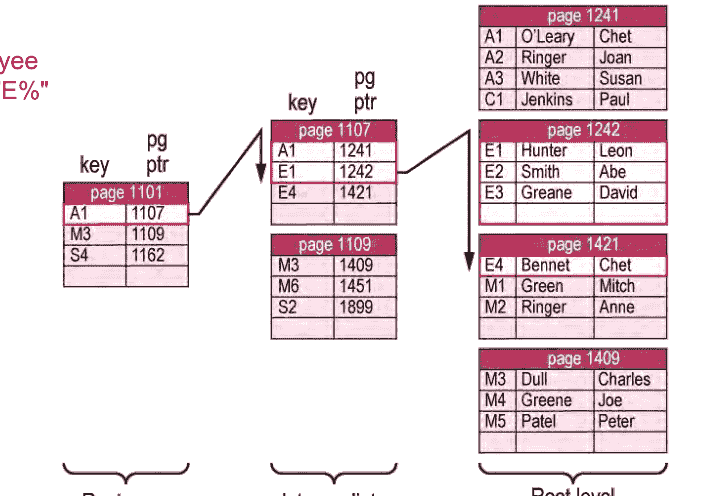 yee
E%"
key pg ptr
page 1101
A1 1107
M3 1109
S4 1162
key pg ptr
page 1107
A1 1241
E1 1242
E4 1421
page 1109
M3 1409
M6 1451
S2 1899
page 1241
A1 O'Leary Chet
A2 Ringer Joan
A3 White Susan
C1 Jenkins Paul
page 1242
E1 Hunter Leon
E2 Smith Abe
E3 Greane David
page 1421
E4 Bennet Chet
M1 Green Mitch
M2 Ringer Anne
page 1409
M3 Dull Charles
M4 Greene Joe
M5 Patel Peter